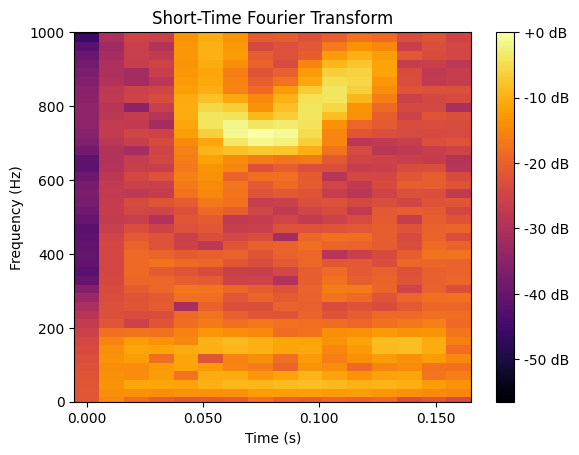 Short-Time Fourier Transform
1000
800
600
400
200
0
Frequency (Hz)
0.000
0.050
0.100
0.150
Time (s)
+0 dB
-10 dB
-20 dB
-30 dB
-40 dB
-50 dB